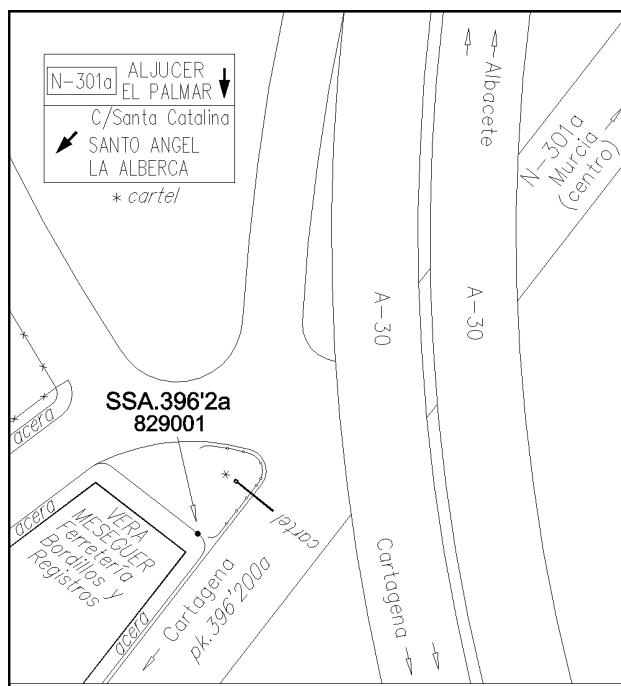 N-301a
ALJUCER
EL PALMAR
C/Santa Catalina
SANTO ANGEL
LA ALBERCA
* cartel
Albacete
N-301a
Murcia
(centro)
A-30
A-30
SSA.396'2a
829001
acera
acera
VERA
MESEGUER
Ferretería
Bordillos y
Registros
acera
cartel
Cartagena
pk.396'200a
Cartagena